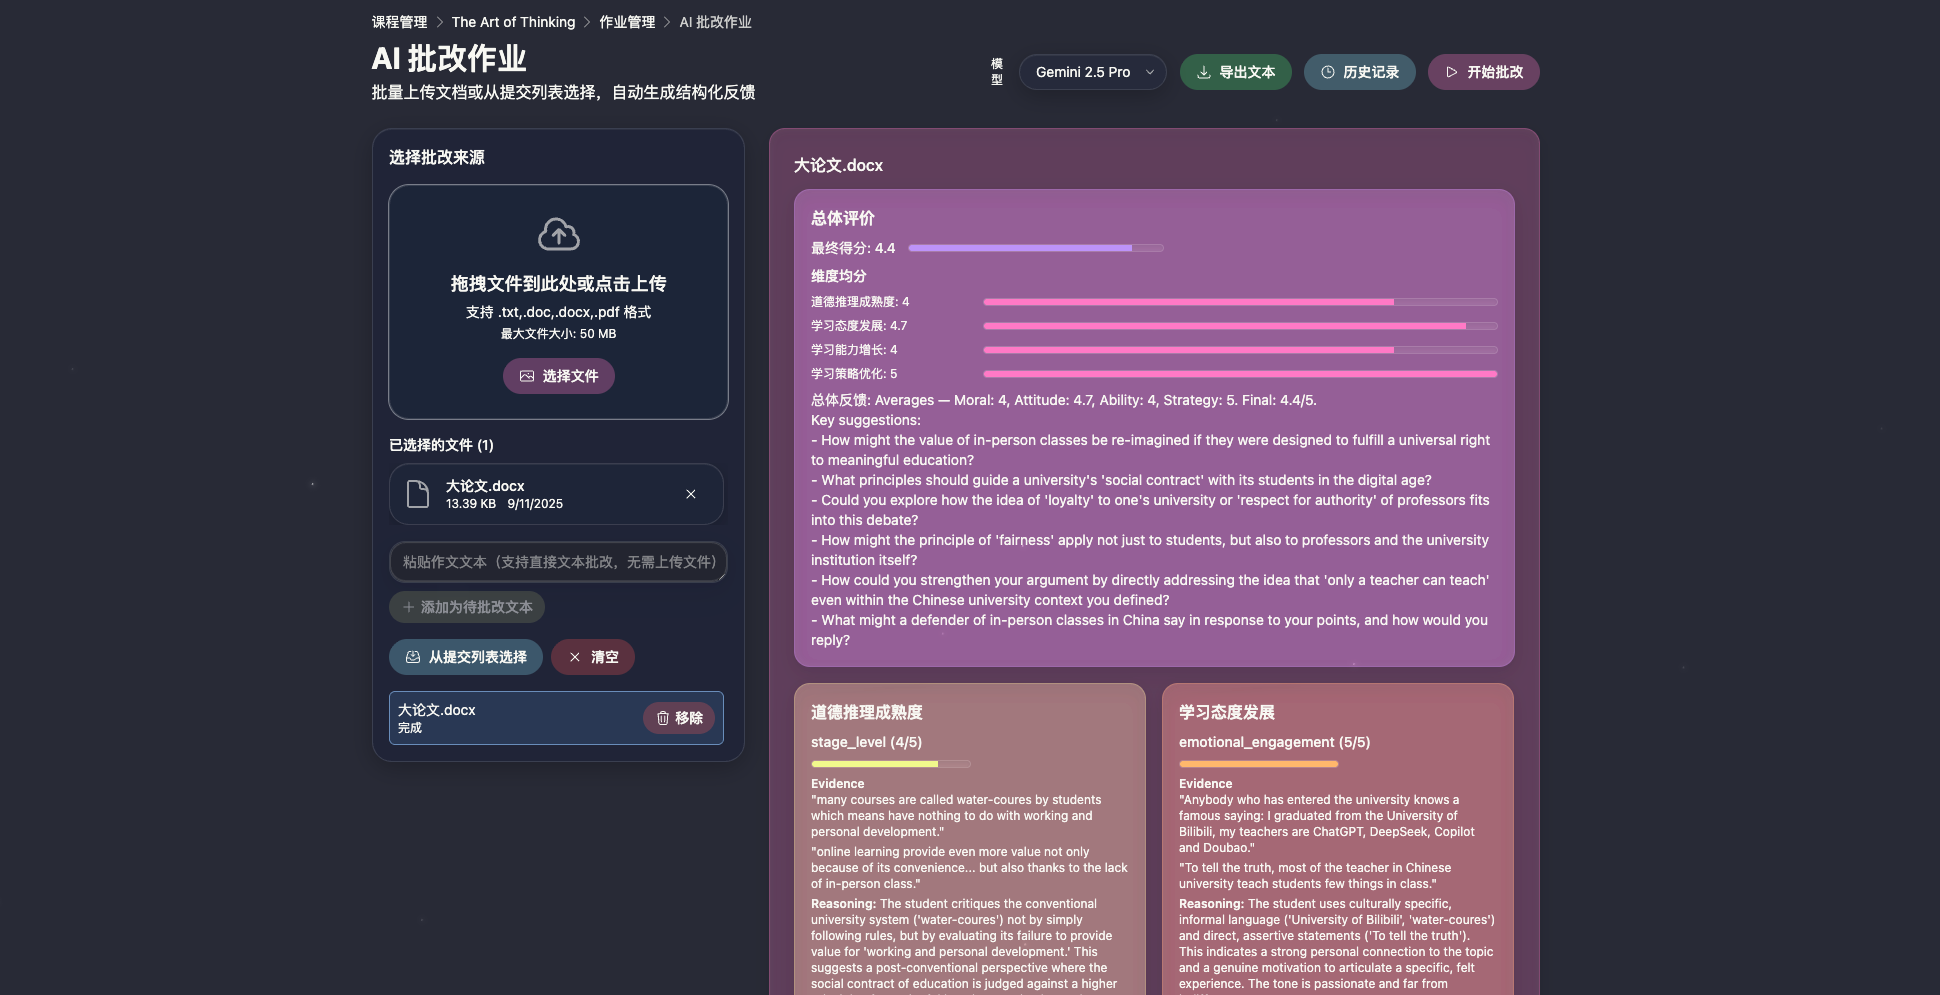 课程管理 > The Art of Thinking > 作业管理 > AI 批改作业
AI 批改作业
批量上传文档或从提交列表选择，自动生成结构化反馈
模型
Gemini 2.5 Pro
导出文本
历史记录
开始批改
选择批改来源
拖拽文件到此处或点击上传
支持 .txt,.doc,.docx,.pdf 格式
最大文件大小: 50 MB
选择文件
已选择的文件 (1)
大论文.docx
13.39 KB 9/11/2025
粘贴作文文本（支持直接文本批改，无需上传文件）
添加为待批改文本
从提交列表选择
清空
大论文.docx
完成
移除
大论文.docx
总体评价
最终得分: 4.4
维度均分
道德推理成熟度: 4
学习态度发展: 4.7
学习能力增长: 4
学习策略优化: 5
总体反馈: Averages — Moral: 4, Attitude: 4.7, Ability: 4, Strategy: 5. Final: 4.4/5.
Key suggestions:
- How might the value of in-person classes be re-imagined if they were designed to fulfill a universal right
to meaningful education?
- What principles should guide a university's 'social contract' with its students in the digital age?
- Could you explore how the idea of 'loyalty' to one's university or 'respect for authority' of professors fits
into this debate?
- How might the principle of 'fairness' apply not just to students, but also to professors and the university
institution itself?
- How could you strengthen your argument by directly addressing the idea that 'only a teacher can teach'
even within the Chinese university context you defined?
- What might a defender of in-person classes in China say in response to your points, and how would you
reply?
道德推理成熟度
stage_level (4/5)
Evidence
"many courses are called water-coures by students
which means have nothing to do with working and
personal development."
"online learning provide even more value not only
because of its convenience... but also thanks to the lack
of in-person class."
Reasoning: The student critiques the conventional
university system ('water-coures') not by simply
following rules, but by evaluating its failure to provide
value for 'working and personal development.' This
suggests a post-conventional perspective where the
social contract of education is judged against a higher
学习态度发展
emotional_engagement (5/5)
Evidence
"Anybody who has entered the university knows a
famous saying: I graduated from the University of
Bilibili, my teachers are ChatGPT, DeepSeek, Copilot
and Doubao."
"To tell the truth, most of the teacher in Chinese
university teach students few things in class."
Reasoning: The student uses culturally specific,
informal language ('University of Bilibili', 'water-coures')
and direct, assertive statements ('To tell the truth').
This indicates a strong personal connection to the topic
and a genuine motivation to articulate a specific, felt
experience. The tone is passionate and far from